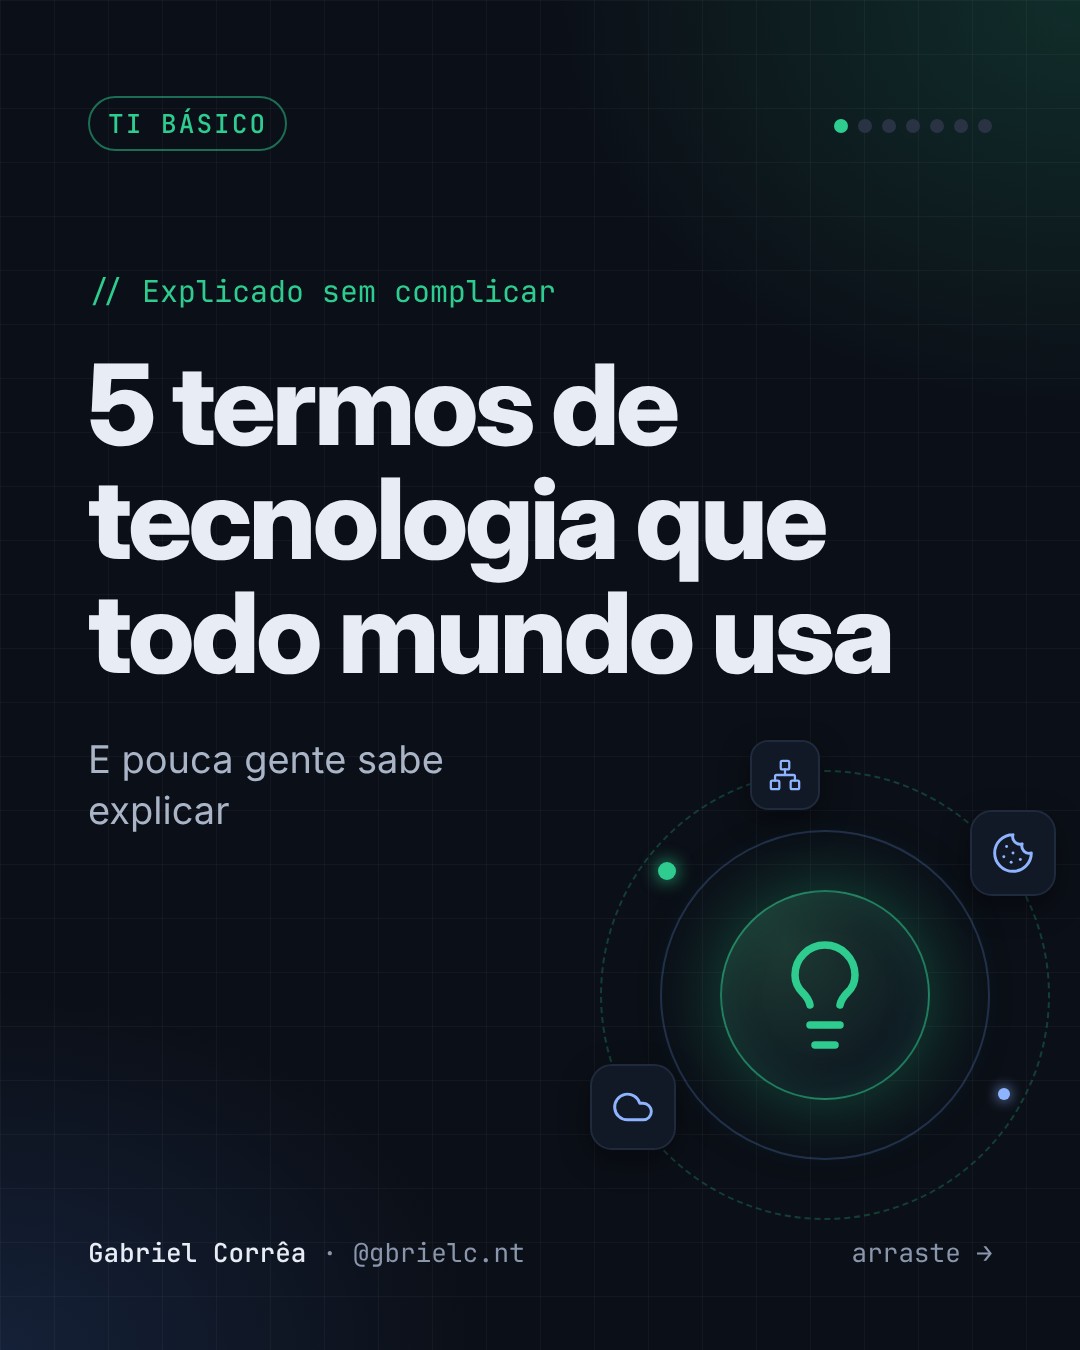 TI BÁSICO
// Explicado sem complicar
5 termos de
tecnologia que
todo mundo usa
E pouca gente sabe
explicar
Gabriel Corrêa · @gbrielc.nt
arraste →